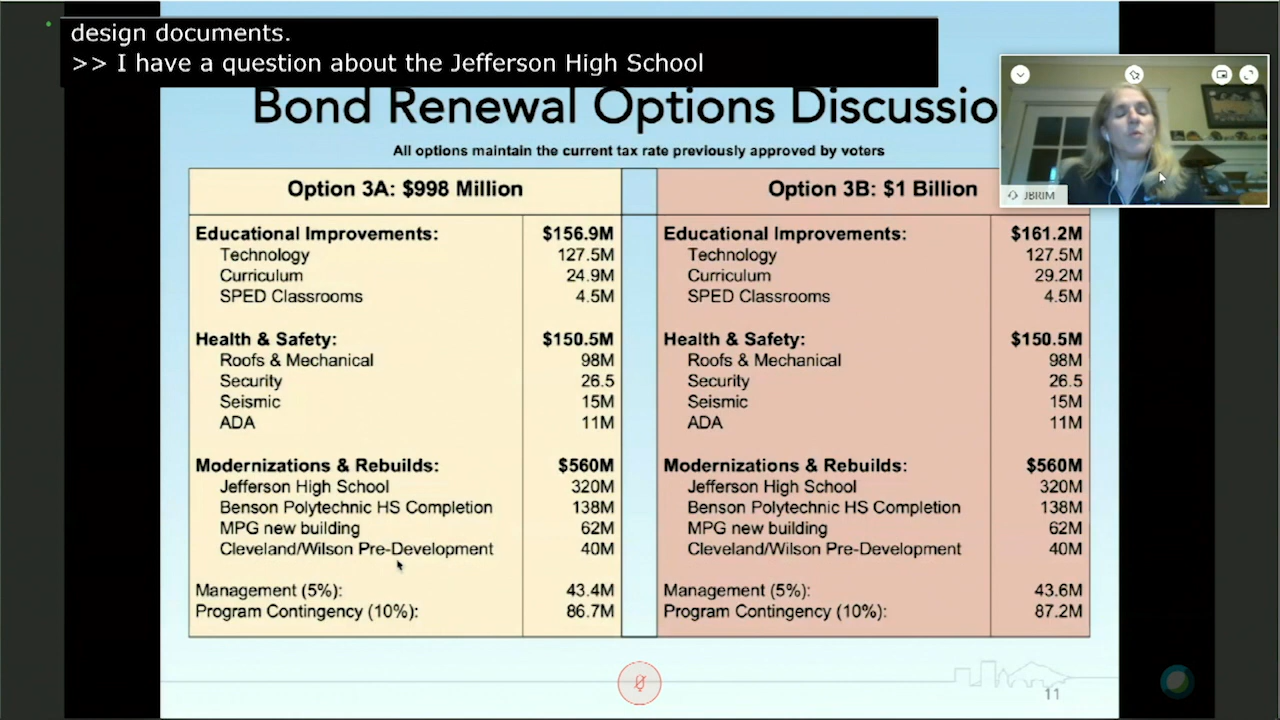 design documents.
>> I have a question about the Jefferson High School
Bond Renewal Options Discussio
All options maintain the current tax rate previously approved by voters
Option 3A: $998 Million
Educational Improvements: $156.9M
Technology 127.5M
Curriculum 24.9M
SPED Classrooms 4.5M
Health & Safety: $150.5M
Roofs & Mechanical 98M
Security 26.5
Seismic 15M
ADA 11M
Modernizations & Rebuilds: $560M
Jefferson High School 320M
Benson Polytechnic HS Completion 138M
MPG new building 62M
Cleveland/Wilson Pre-Development 40M
Management (5%): 43.4M
Program Contingency (10%): 86.7M
Option 3B: $1 Billion
Educational Improvements: $161.2M
Technology 127.5M
Curriculum 29.2M
SPED Classrooms 4.5M
Health & Safety: $150.5M
Roofs & Mechanical 98M
Security 26.5
Seismic 15M
ADA 11M
Modernizations & Rebuilds: $560M
Jefferson High School 320M
Benson Polytechnic HS Completion 138M
MPG new building 62M
Cleveland/Wilson Pre-Development 40M
Management (5%): 43.6M
Program Contingency (10%): 87.2M
JBRIM
11